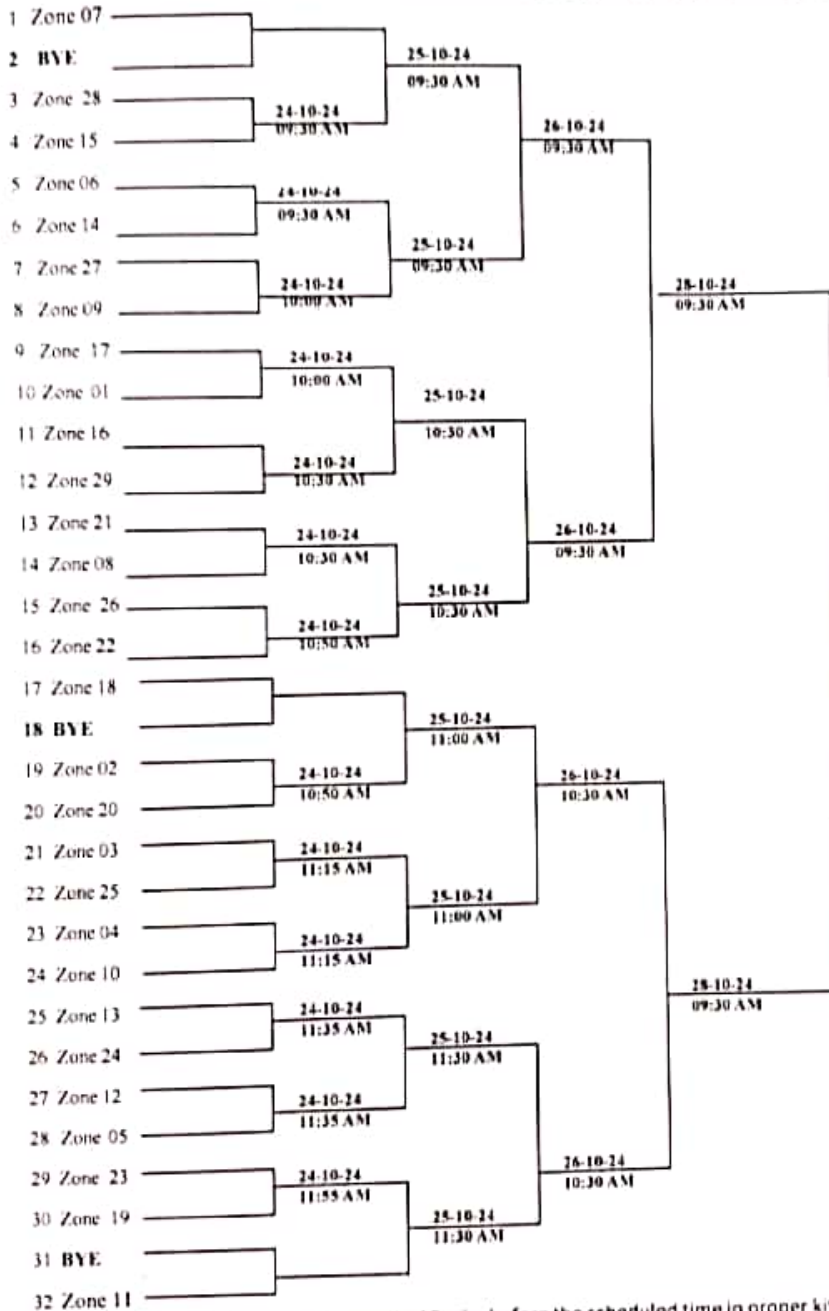 1 Zone 07
2 BYE
25-10-24
09:30 AM
3 Zone 28
24-10-24
09:30 AM
4 Zone 15
26-10-24
09:30 AM
5 Zone 06
24-10-24
09:30 AM
6 Zone 14
25-10-24
09:30 AM
7 Zone 27
24-10-24
10:00 AM
8 Zone 09
28-10-24
09:30 AM
9 Zone 17
24-10-24
10:00 AM
10 Zone 01
25-10-24
10:30 AM
11 Zone 16
24-10-24
10:30 AM
12 Zone 29
13 Zone 21
24-10-24
10:30 AM
26-10-24
09:30 AM
14 Zone 08
25-10-24
10:30 AM
15 Zone 26
24-10-24
10:50 AM
16 Zone 22
17 Zone 18
18 BYE
25-10-24
11:00 AM
19 Zone 02
24-10-24
10:50 AM
26-10-24
10:30 AM
20 Zone 20
21 Zone 03
24-10-24
11:15 AM
22 Zone 25
25-10-24
11:00 AM
23 Zone 04
24-10-24
11:15 AM
24 Zone 10
28-10-24
09:30 AM
25 Zone 13
24-10-24
11:35 AM
25-10-24
11:30 AM
26 Zone 24
27 Zone 12
24-10-24
11:35 AM
28 Zone 05
26-10-24
10:30 AM
29 Zone 23
24-10-24
11:55 AM
30 Zone 19
25-10-24
11:30 AM
31 BYE
32 Zone 11
the scheduled time in proper